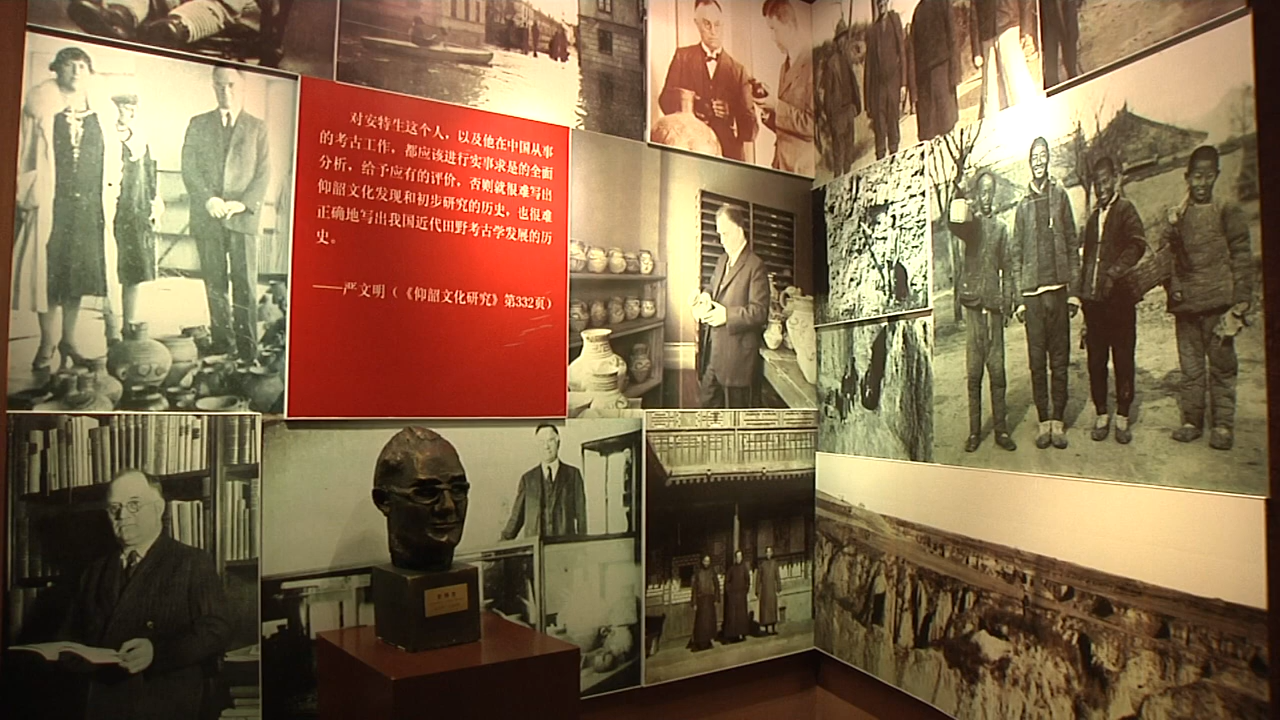 对安特生这个人，以及他在中国从事
的考古工作，都应该进行实事求是的全面
分析，给予应有的评价，否则就很难写出
仰韶文化发现和初步研究的历史，也很难
正确地写出我国近代田野考古学发展的历
史。
——严文明（《仰韶文化研究》第332页）